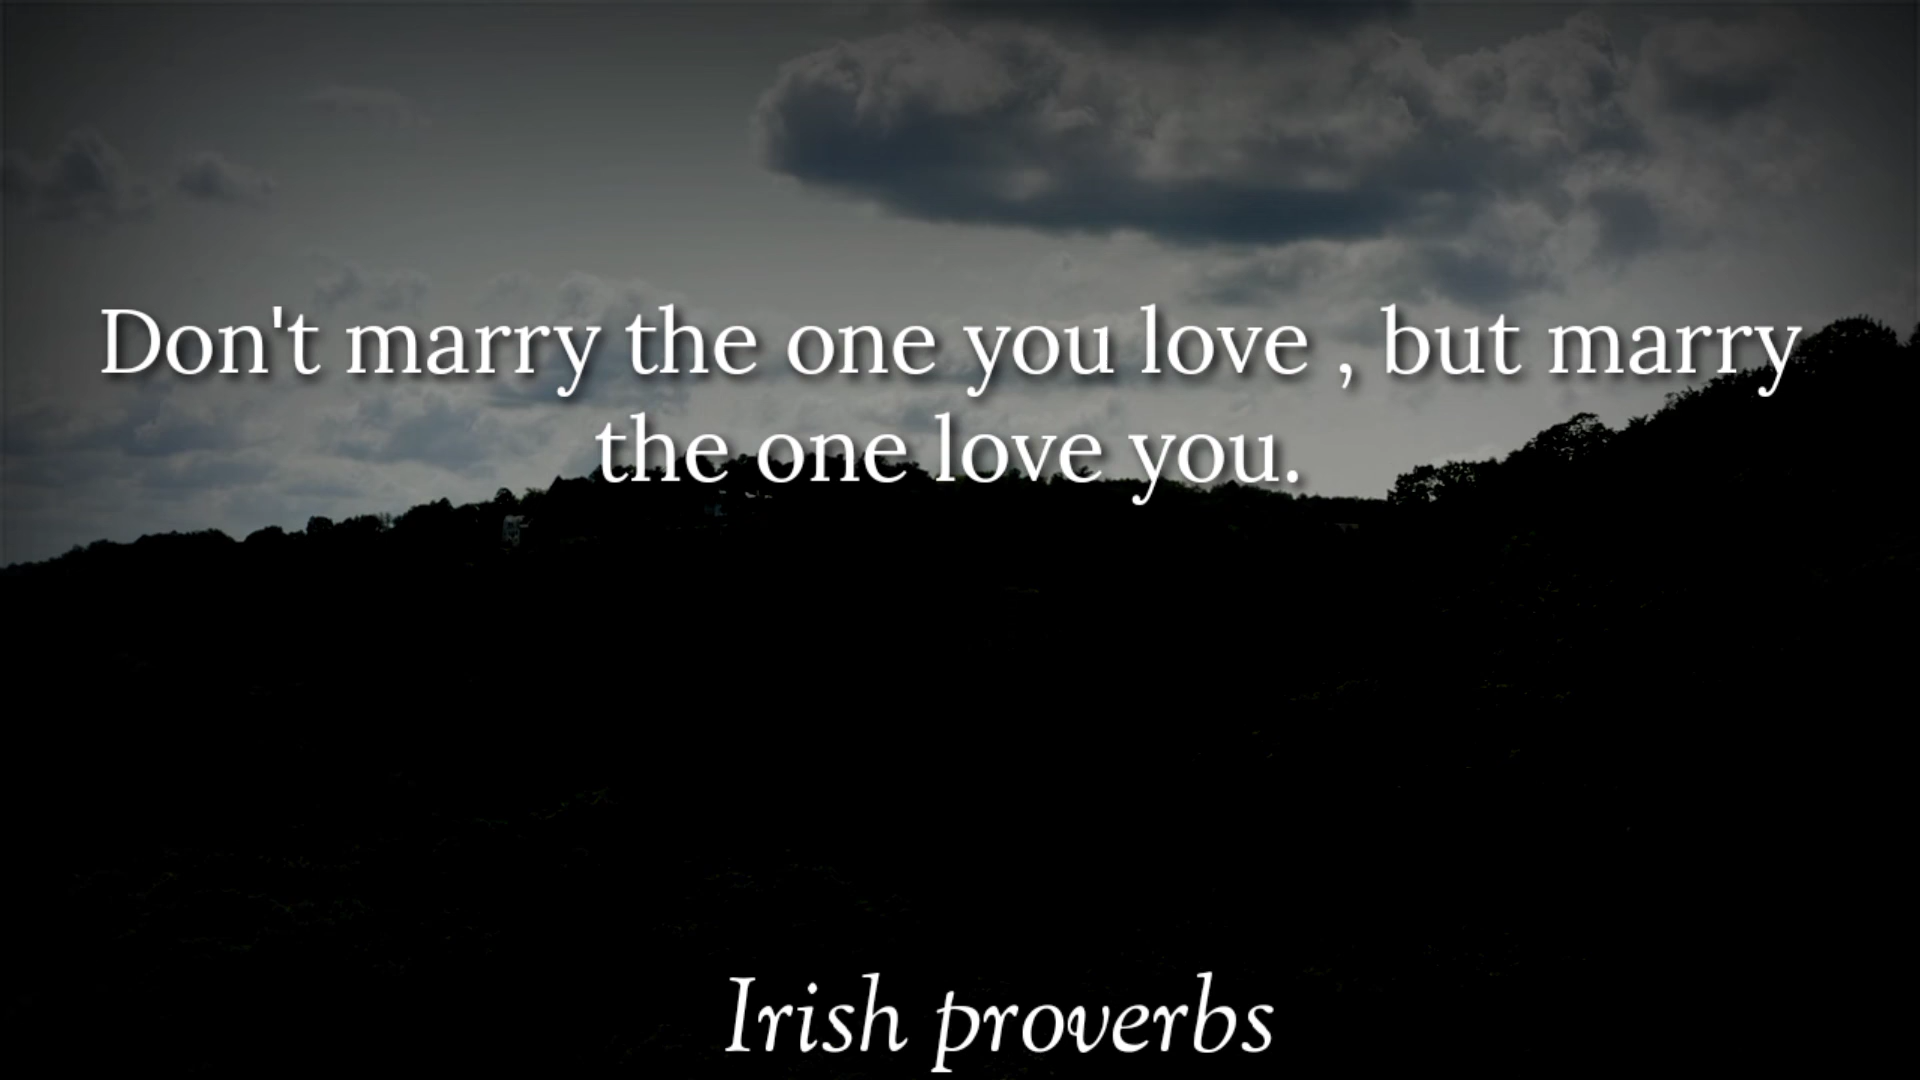 Don't marry the one you love , but marry
the one love you.
Irish proverbs